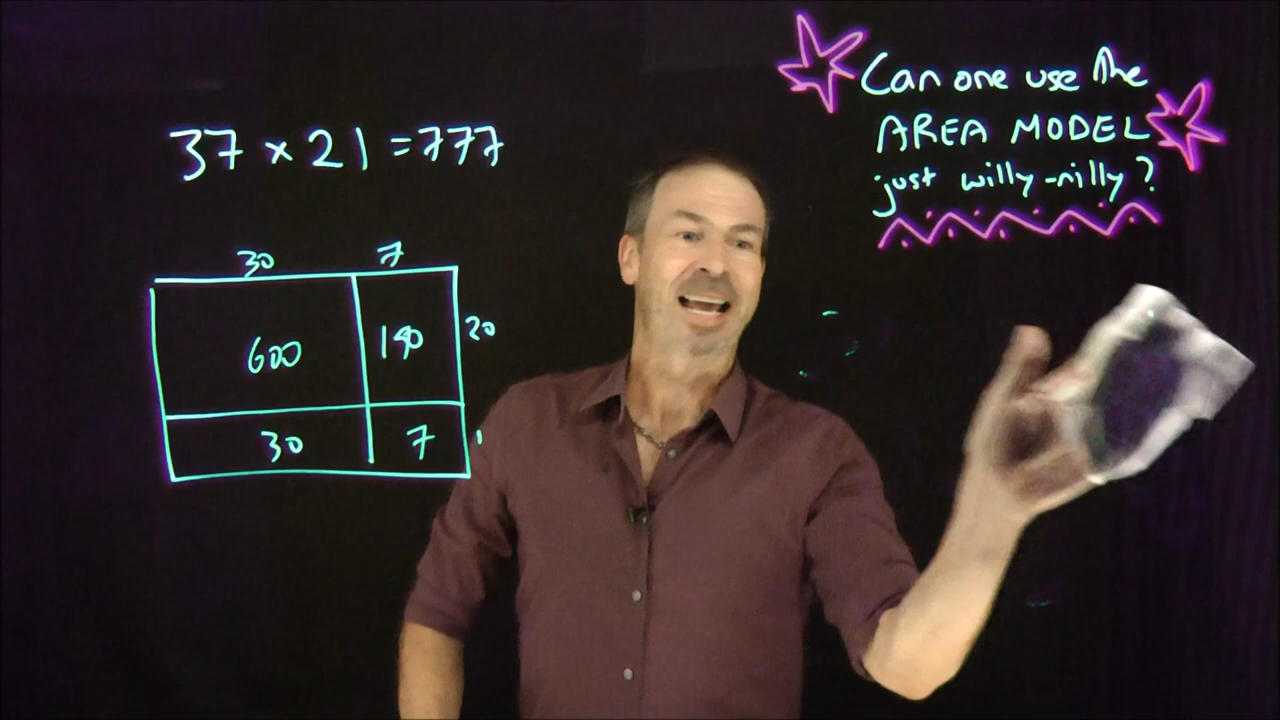 Can one use the
AREA MODEL
just willy-nilly?
37 × 21 = 777
30 7
600 140 20
30 7 1